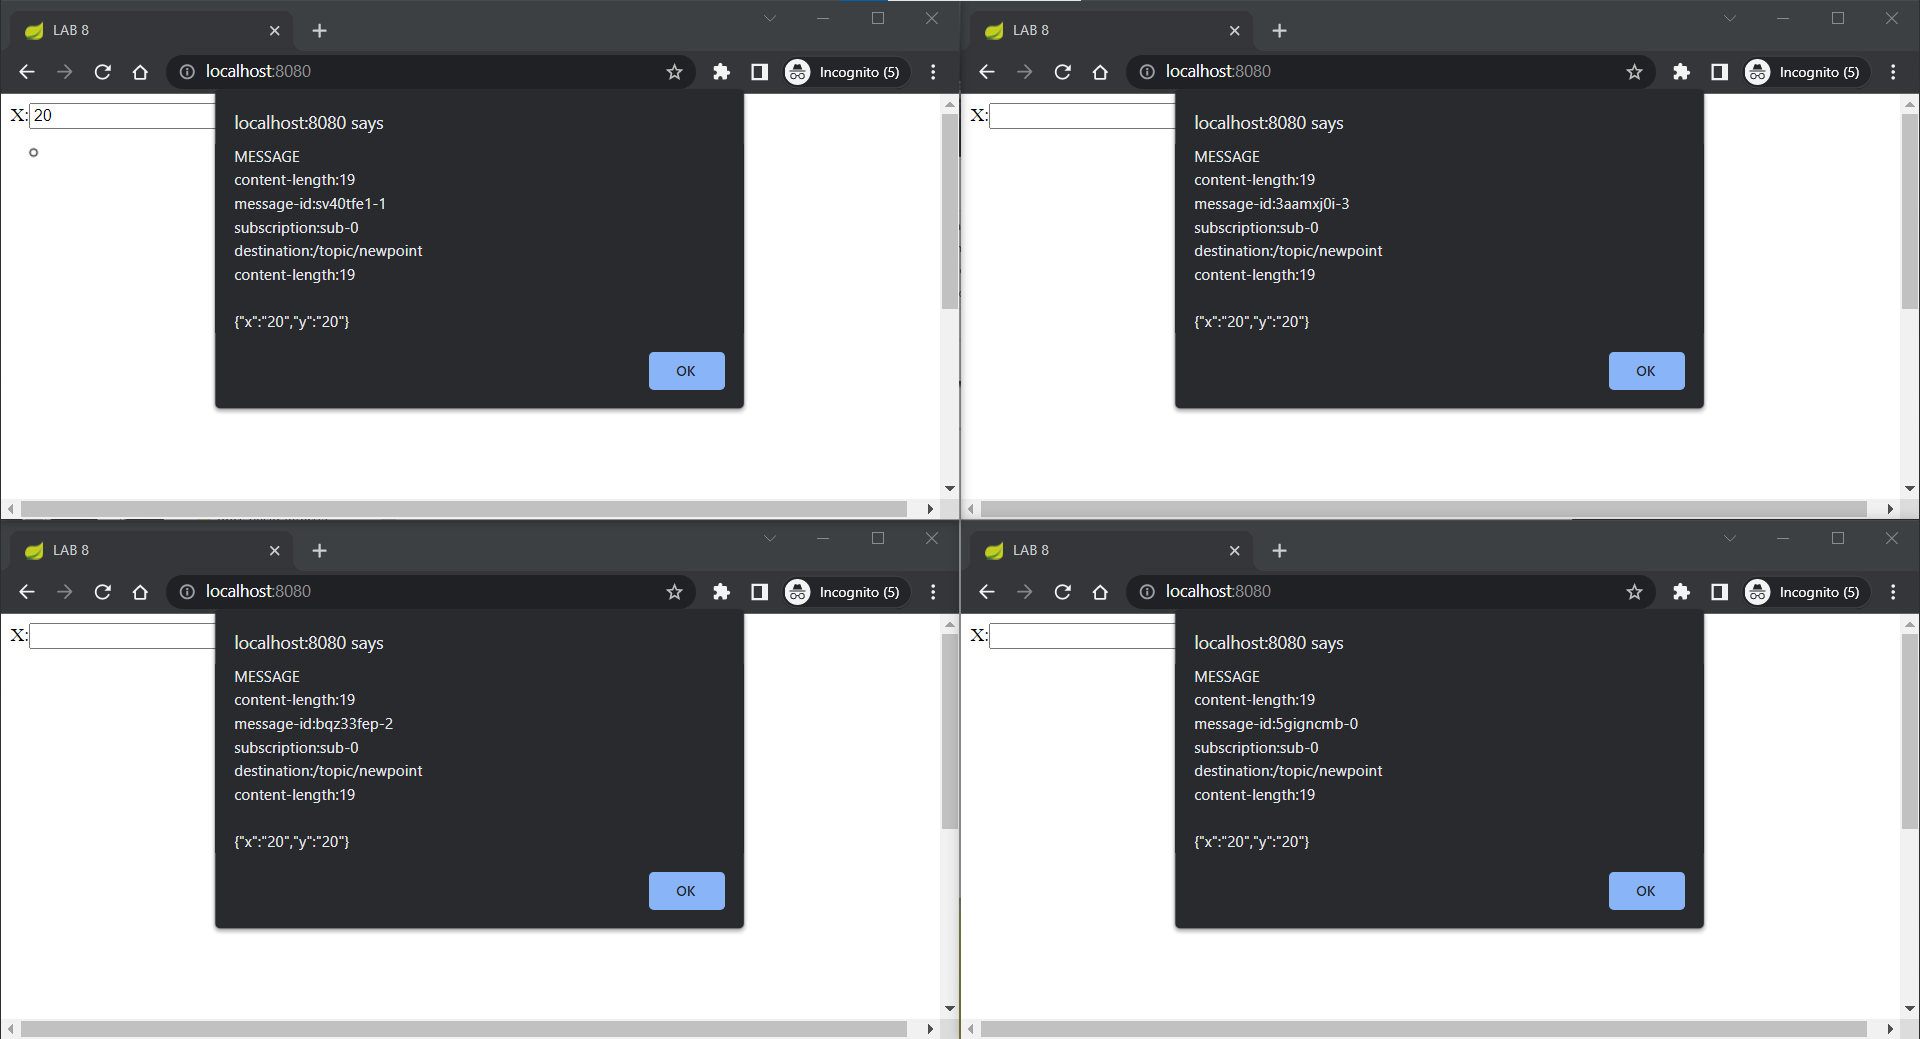 LAB 8
localhost:8080
Incognito (5)
X: 20
localhost:8080 says
MESSAGE
content-length:19
message-id:sv40tfe1-1
subscription:sub-0
destination:/topic/newpoint
content-length:19
{"x":"20","y":"20"}
OK
LAB 8
localhost:8080
Incognito (5)
X:
localhost:8080 says
MESSAGE
content-length:19
message-id:3aamxj0i-3
subscription:sub-0
destination:/topic/newpoint
content-length:19
{"x":"20","y":"20"}
OK
LAB 8
localhost:8080
Incognito (5)
X:
localhost:8080 says
MESSAGE
content-length:19
message-id:bqz33fep-2
subscription:sub-0
destination:/topic/newpoint
content-length:19
{"x":"20","y":"20"}
OK
LAB 8
localhost:8080
Incognito (5)
X:
localhost:8080 says
MESSAGE
content-length:19
message-id:5gigncmb-0
subscription:sub-0
destination:/topic/newpoint
content-length:19
{"x":"20","y":"20"}
OK